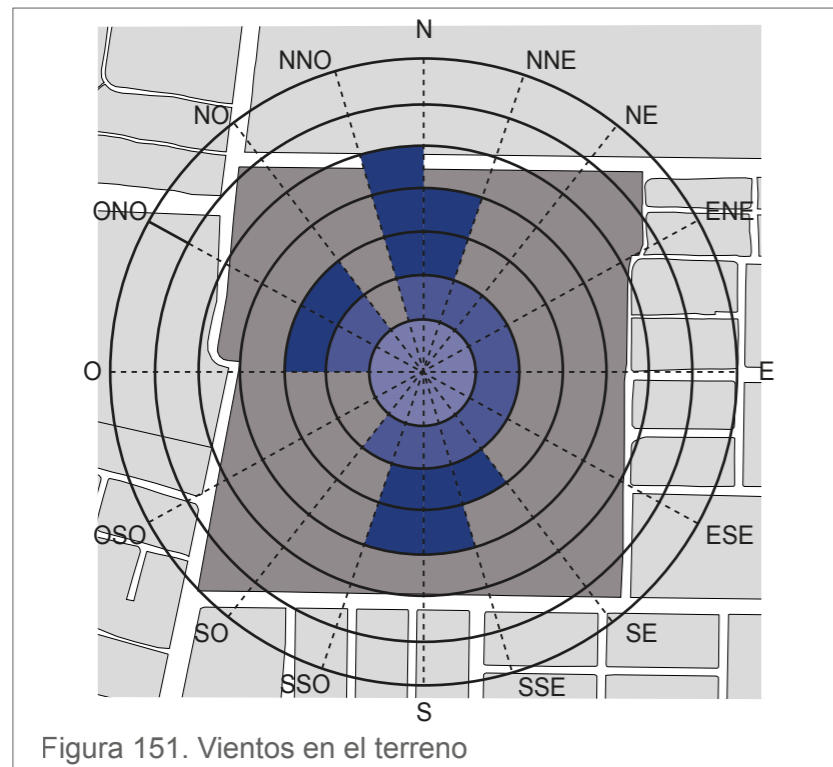 N
NNO
NNE
NO
NE
ONO
ENE
O
E
OSO
ESE
SO
SE
SSO
SSE
S
Figura 151. Vientos en el terreno